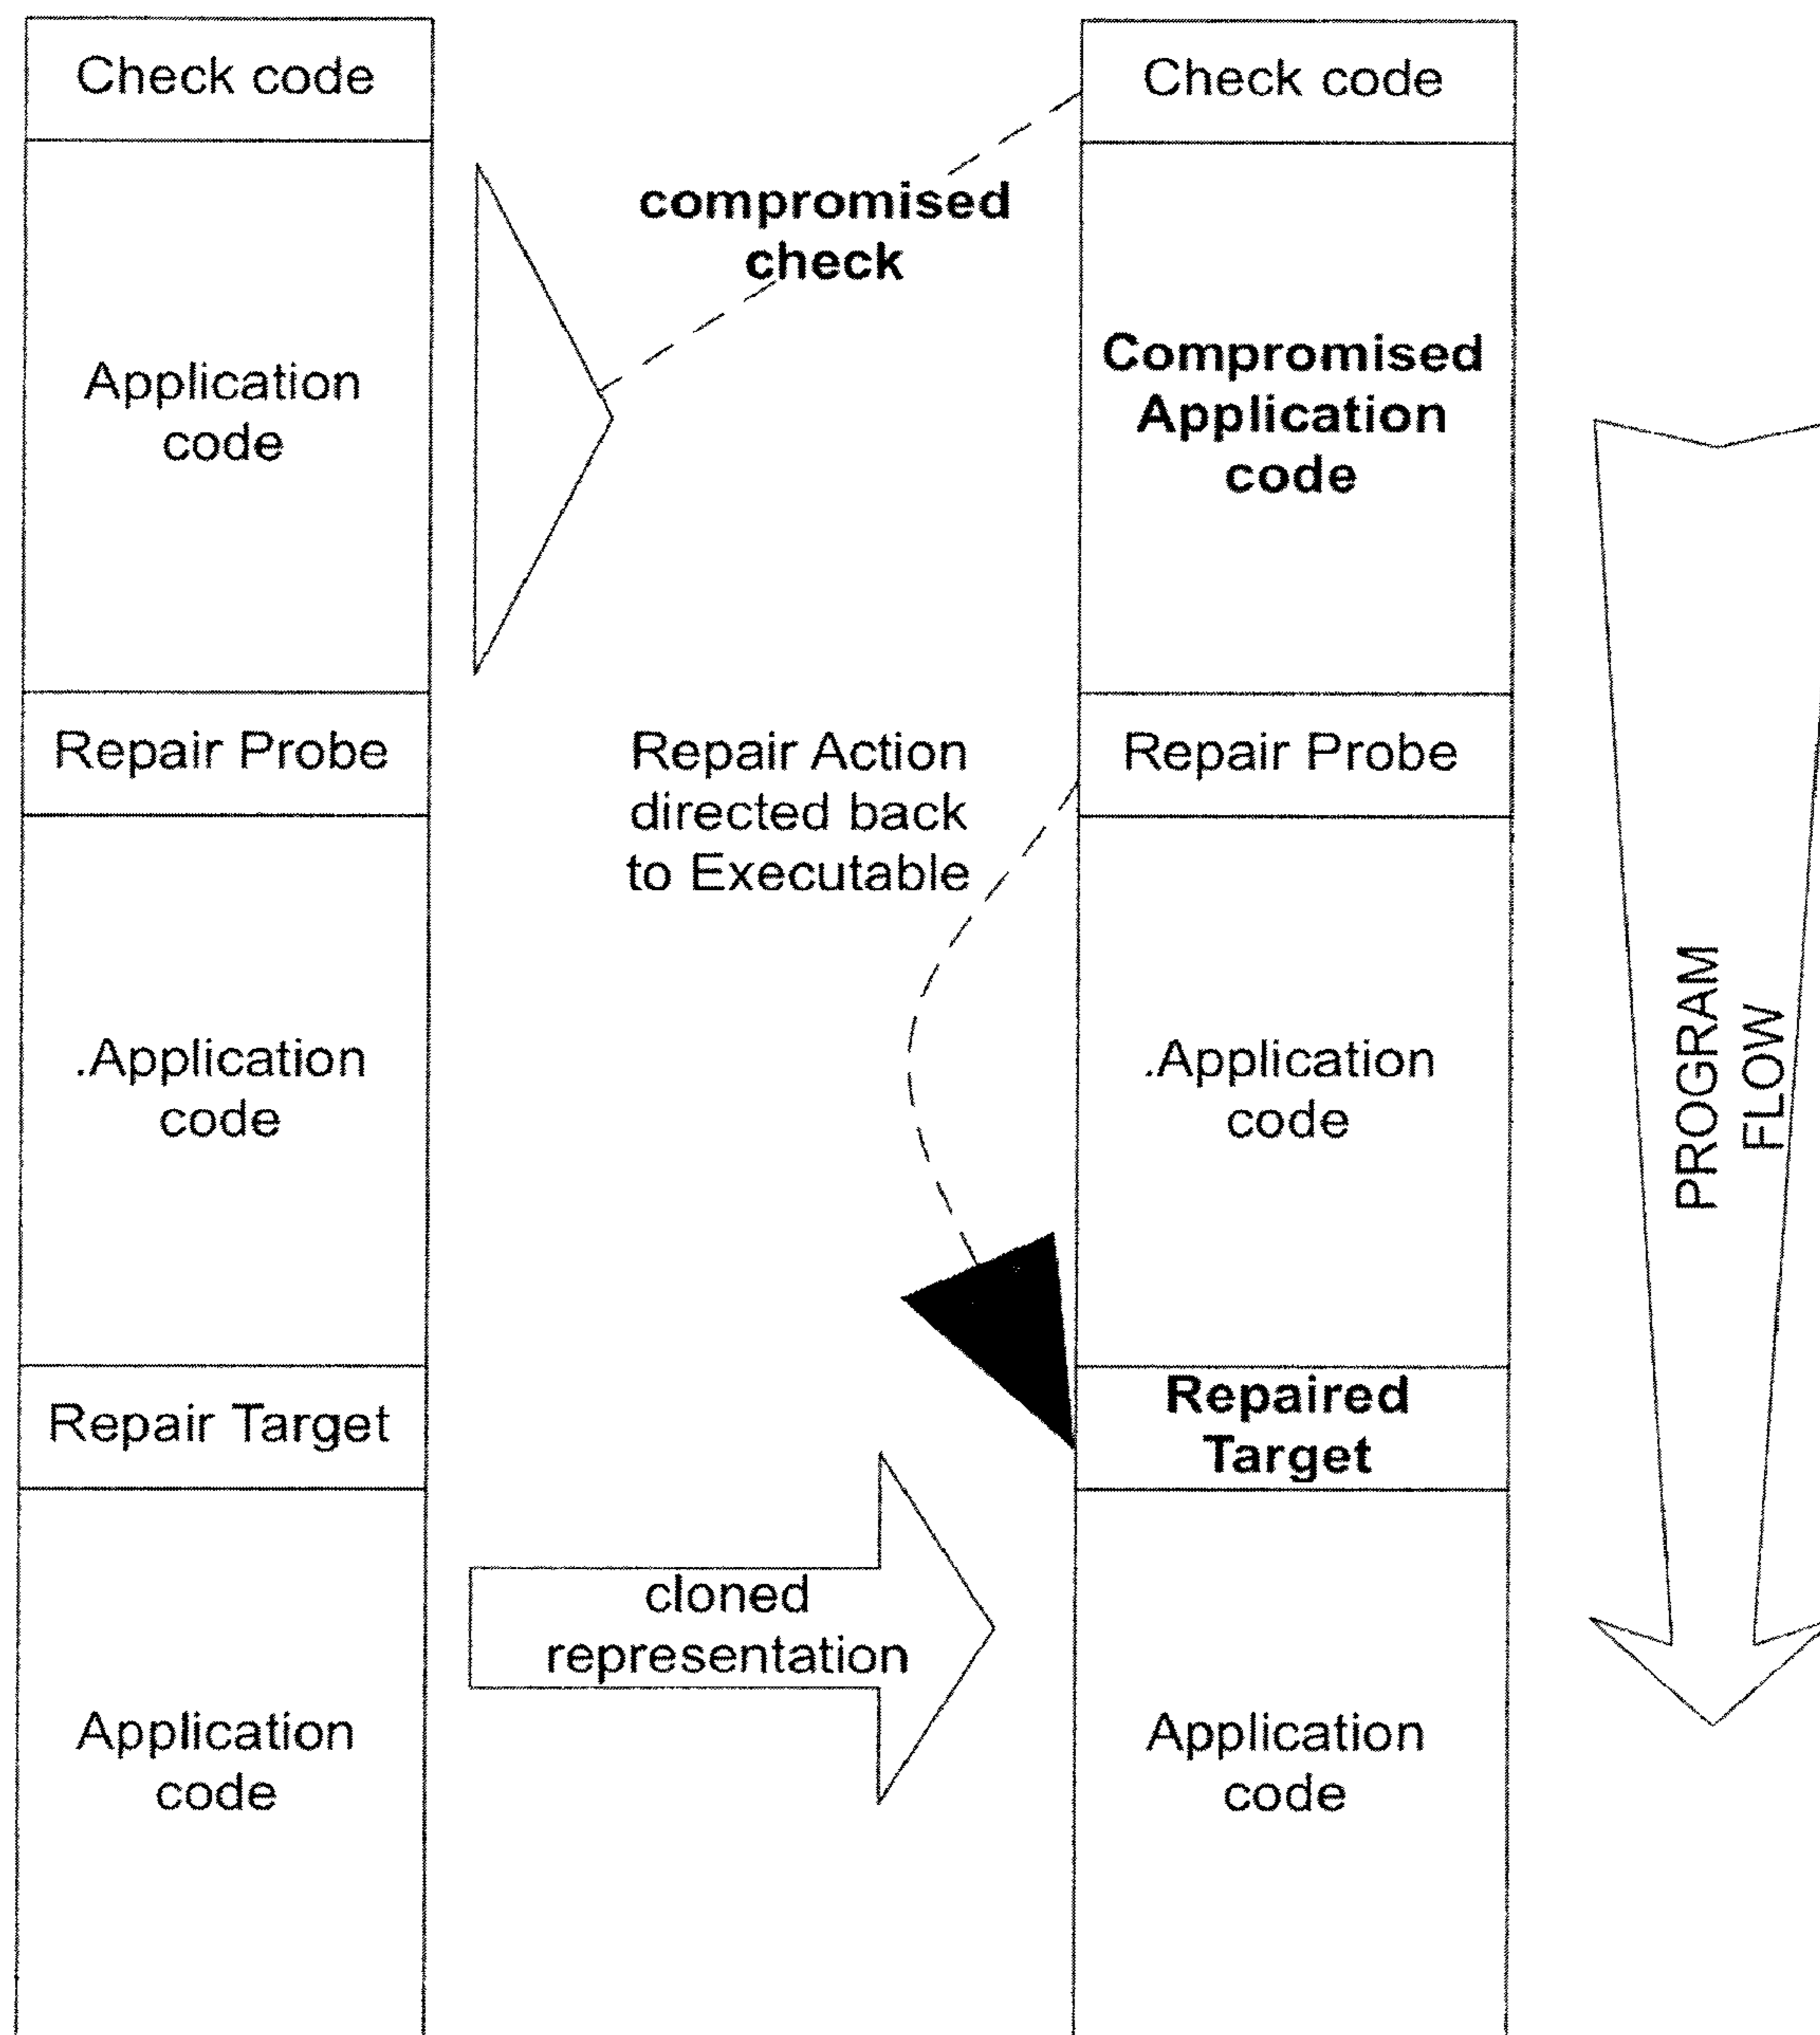 Check code
Application
code
Repair Probe
.Application
code
Repair Target
Application
code
compromised
check
Repair Action
directed back
to Executable
cloned
representation
Check code
Compromised
Application
code
Repair Probe
.Application
code
Repaired
Target
Application
code
PROGRAM
FLOW